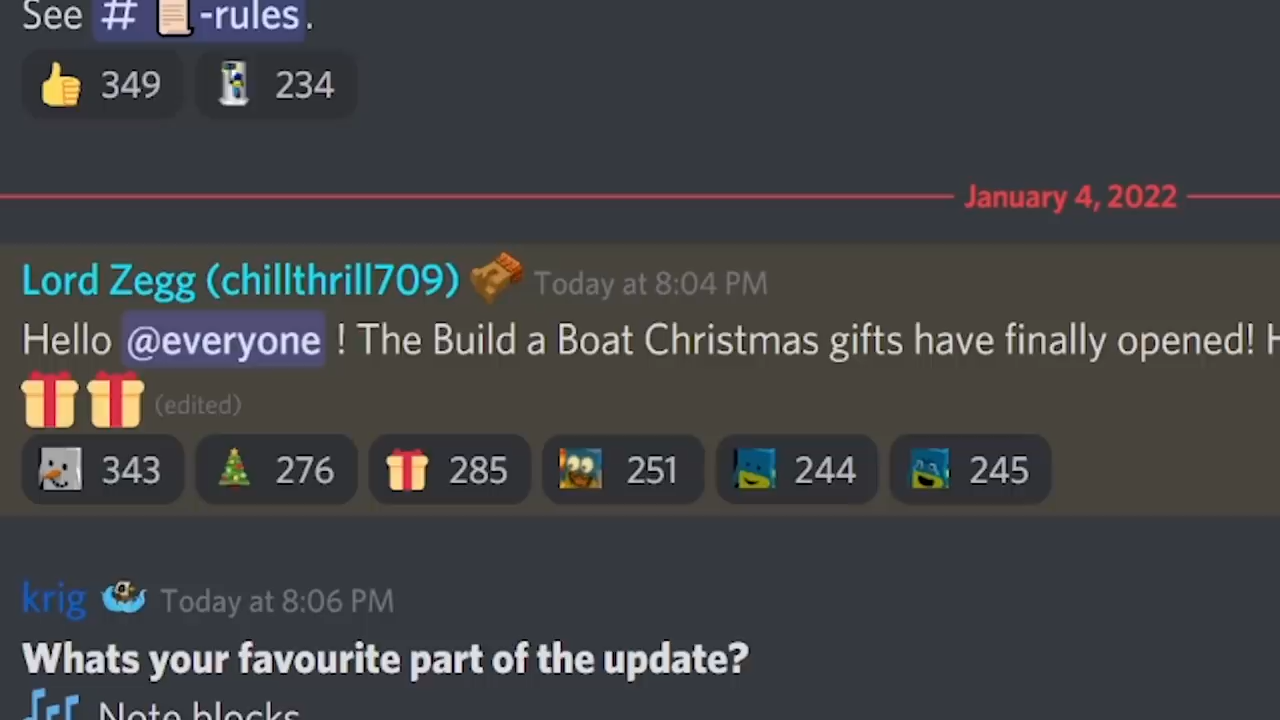 See # 📜-rules.
349 234
January 4, 2022
Lord Zegg (chillthrill709) Today at 8:04 PM
Hello @everyone ! The Build a Boat Christmas gifts have finally opened! H
🎁🎁 (edited)
343 276 285 251 244 245
krig Today at 8:06 PM
Whats your favourite part of the update?
🎶 Note blocks